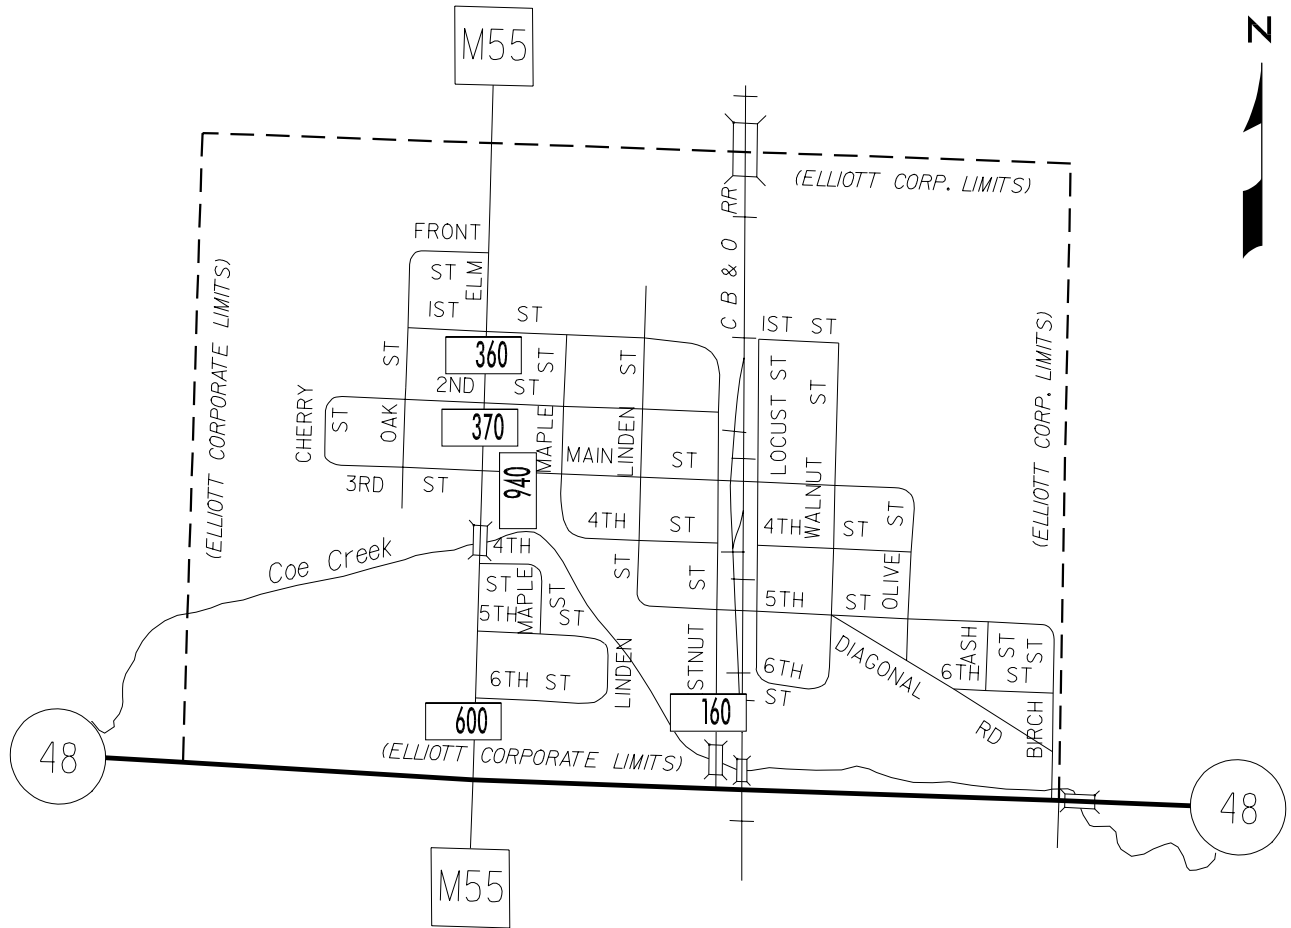 N
M55
(ELLIOTT CORP. LIMITS)
C B & Q RR
FRONT
ST
ELM
1ST ST
360
2ND ST
ST
OAK
CHERRY
ST
370
MAPLE
ST
LINDEN
ST
MAIN
ST
3RD ST
940
4TH ST
1ST ST
LOCUST ST
WALNUT
ST
4TH ST
OLIVE
ST
5TH ST
(ELLIOTT CORPORATE LIMITS)
(ELLIOTT CORP. LIMITS)
Coe Creek
4TH
ST
MAPLE
ST
5TH
ST
6TH ST
LINDEN
ST
ST
STNUT
6TH
ST
DIAGONAL
RD
ASH
ST
6TH ST
ST
BIRCH
600
160
(ELLIOTT CORPORATE LIMITS)
48
48
M55